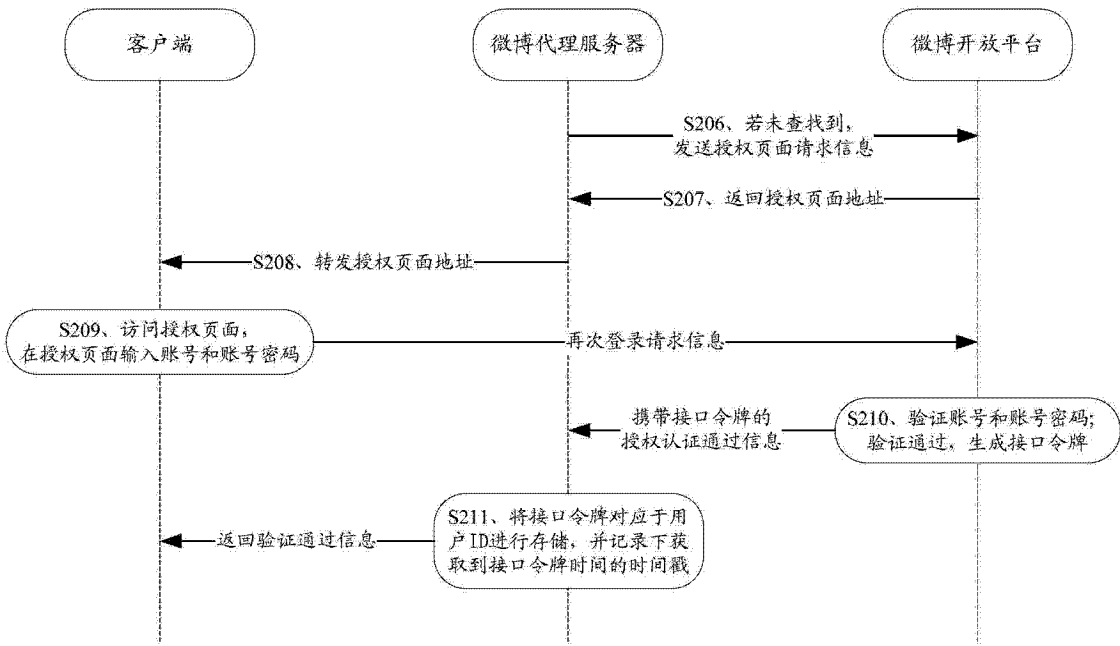 客户端
微博代理服务器
微博开放平台
S206、若未查找到，
发送授权页面请求信息
S207、返回授权页面地址
S208、转发授权页面地址
S209、访问授权页面，
在授权页面输入账号和账号密码
再次登录请求信息
携带接口令牌的
授权认证通过信息
S210、验证账号和账号密码;
验证通过，生成接口令牌
S211、将接口令牌对应于用
户ID进行存储，并记录下获
取到接口令牌时间的时间戳
返回验证通过信息